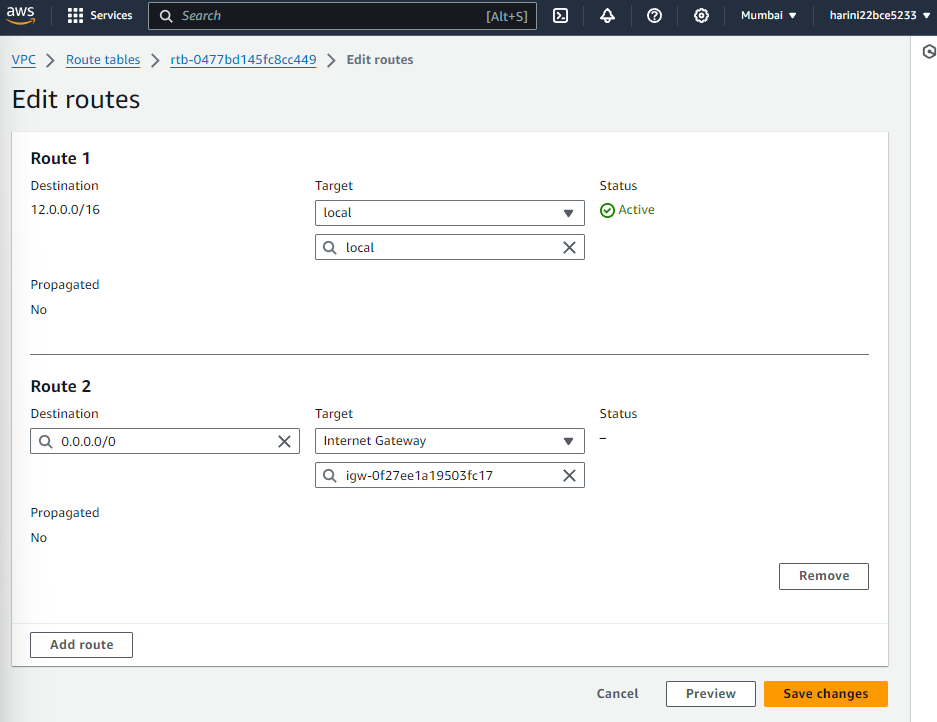 aws Services Search [Alt+S] Mumbai harini22bce5233
VPC Route tables rtb-0477bd145fc8cc449 Edit routes
Edit routes
Route 1
Destination Target Status
12.0.0.0/16 local Active
local
Propagated
No
Route 2
Destination Target Status
0.0.0.0/0 Internet Gateway –
igw-0f27ee1a19503fc17
Propagated
No
Remove
Add route
Cancel Preview Save changes